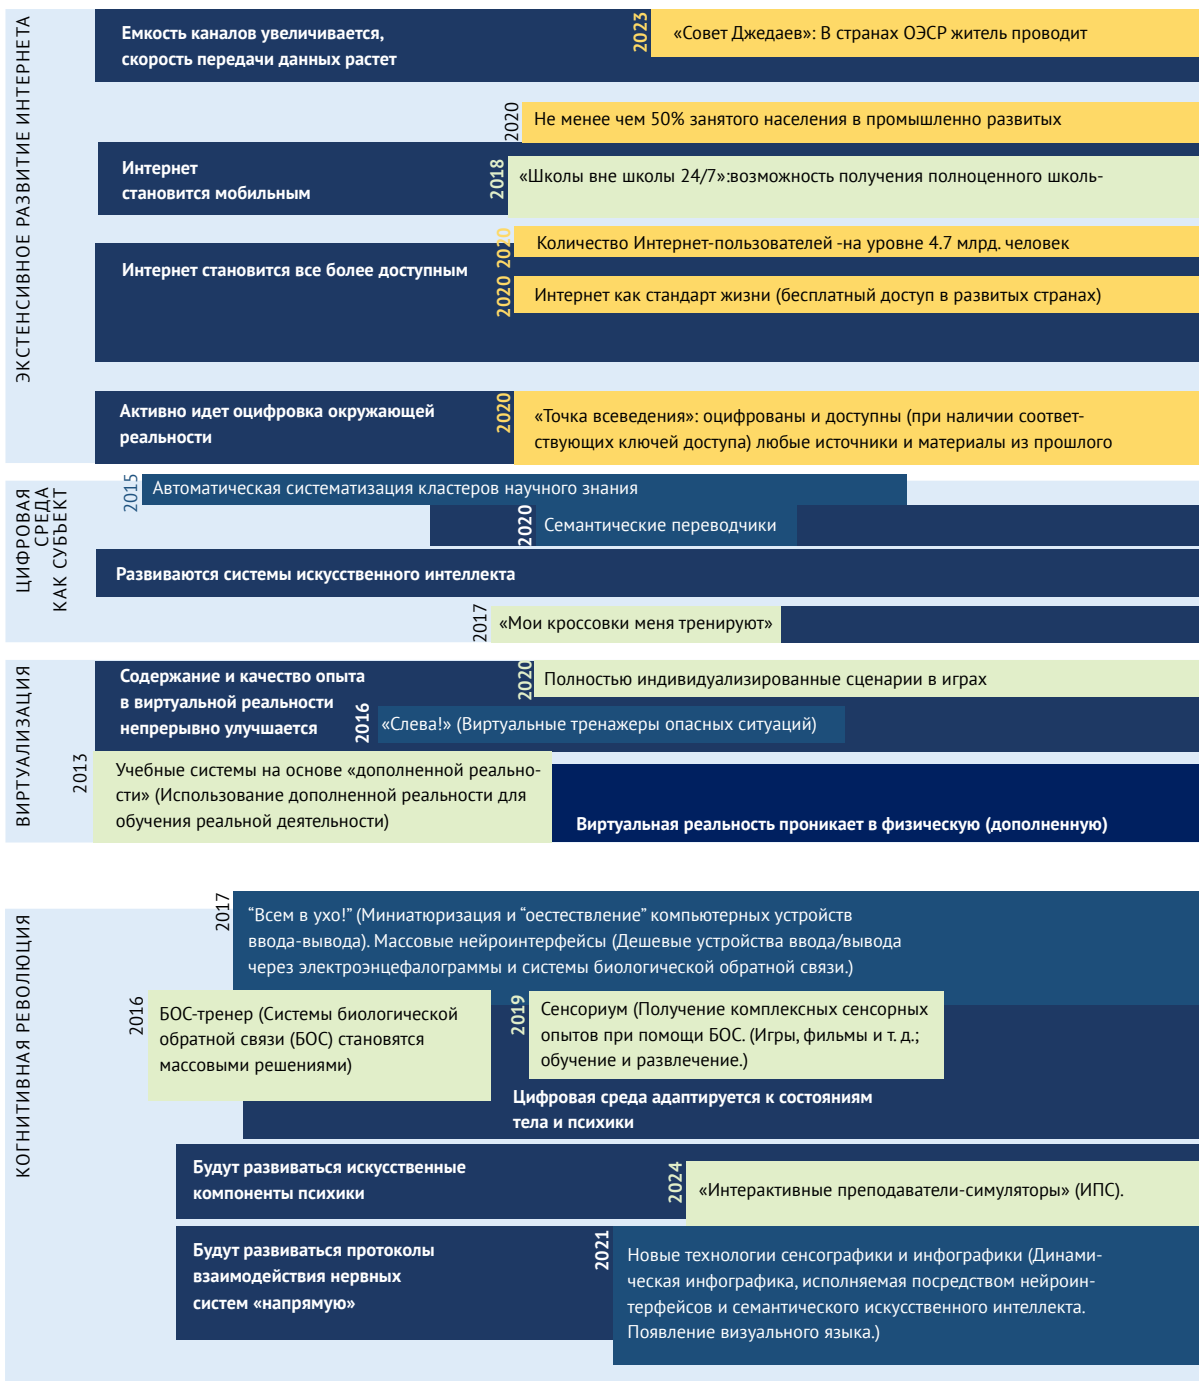 ЭКСТЕНСИВНОЕ РАЗВИТИЕ ИНТЕРНЕТА
Емкость каналов увеличивается,
скорость передачи данных растет
2023
«Совет Джедаев»: В странах ОЭСР житель проводит
2020
Не менее чем 50% занятого населения в промышленно развитых
Интернет
становится мобильным
2018
«Школы вне школы 24/7»:возможность получения полноценного школь-
2020
Количество Интернет-пользователей -на уровне 4.7 млрд. человек
Интернет становится все более доступным
2020
Интернет как стандарт жизни (бесплатный доступ в развитых странах)
Активно идет оцифровка окружающей
реальности
2020
«Точка всеведения»: оцифрованы и доступны (при наличии соответ-
ствующих ключей доступа) любые источники и материалы из прошлого
ЦИФРОВАЯ
СРЕДА
КАК СУБЪЕКТ
2015
Автоматическая систематизация кластеров научного знания
2020
Семантические переводчики
Развиваются системы искусственного интеллекта
2017
«Мои кроссовки меня тренируют»
ВИРТУАЛИЗАЦИЯ
Содержание и качество опыта
в виртуальной реальности
непрерывно улучшается
2020
Полностью индивидуализированные сценарии в играх
2016
«Слева!» (Виртуальные тренажеры опасных ситуаций)
2013
Учебные системы на основе «дополненной реально-
сти» (Использование дополненной реальности для
обучения реальной деятельности)
Виртуальная реальность проникает в физическую (дополненную)
КОГНИТИВНАЯ РЕВОЛЮЦИЯ
2017
“Всем в ухо!” (Миниатюризация и “оестествление” компьютерных устройств
ввода-вывода). Массовые нейроинтерфейсы (Дешевые устройства ввода/вывода
через электроэнцефалограммы и системы биологической обратной связи.)
2016
БОС-тренер (Системы биологической
обратной связи (БОС) становятся
массовыми решениями)
2019
Сенсориум (Получение комплексных сенсорных
опытов при помощи БОС. (Игры, фильмы и т. д.;
обучение и развлечение.)
Цифровая среда адаптируется к состояниям
тела и психики
Будут развиваться искусственные
компоненты психики
2024
«Интерактивные преподаватели-симуляторы» (ИПС).
Будут развиваться протоколы
взаимодействия нервных
систем «напрямую»
2021
Новые технологии сенсографики и инфографики (Динами-
ческая инфографика, исполняемая посредством нейроин-
терфейсов и семантического искусственного интеллекта.
Появление визуального языка.)